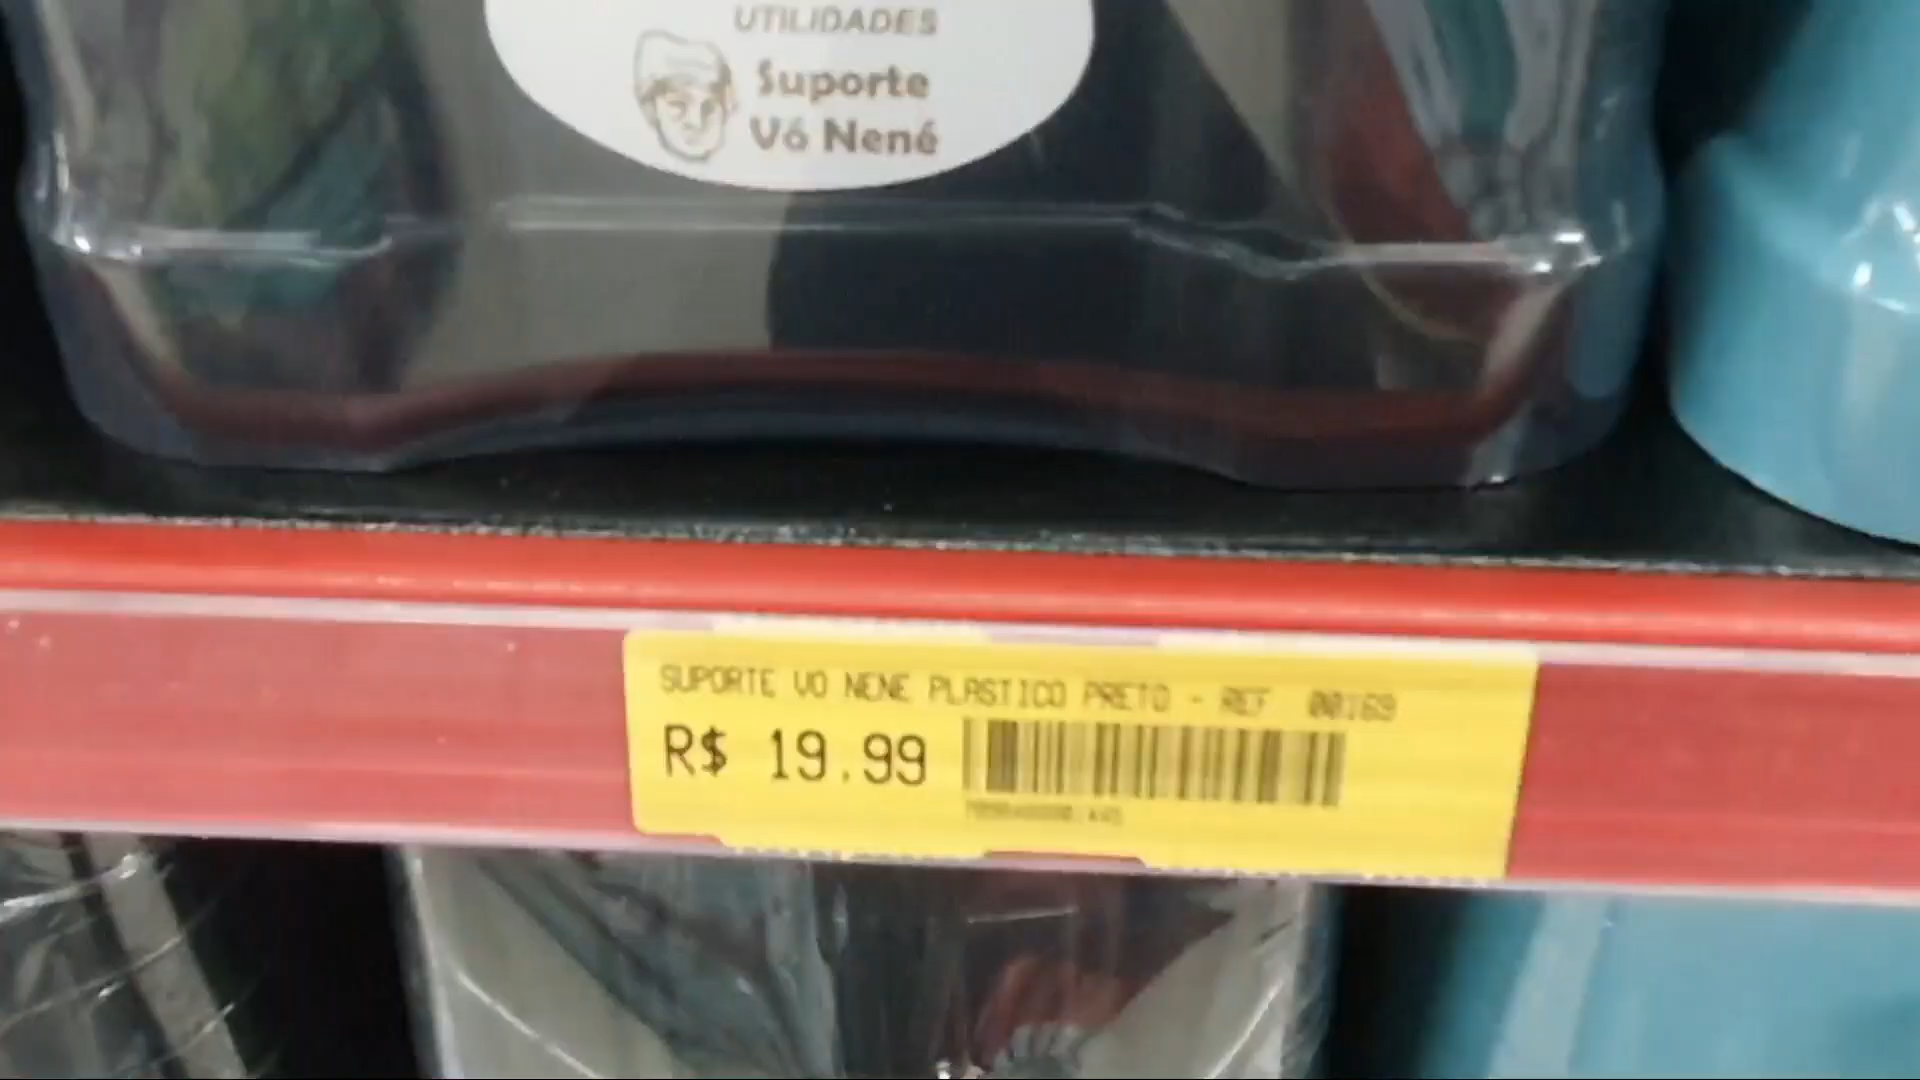 UTILIDADES
Suporte
Vó Nené
SUPORTE VO NENE PLASTICO PRETO - REF 00169
R$ 19.99